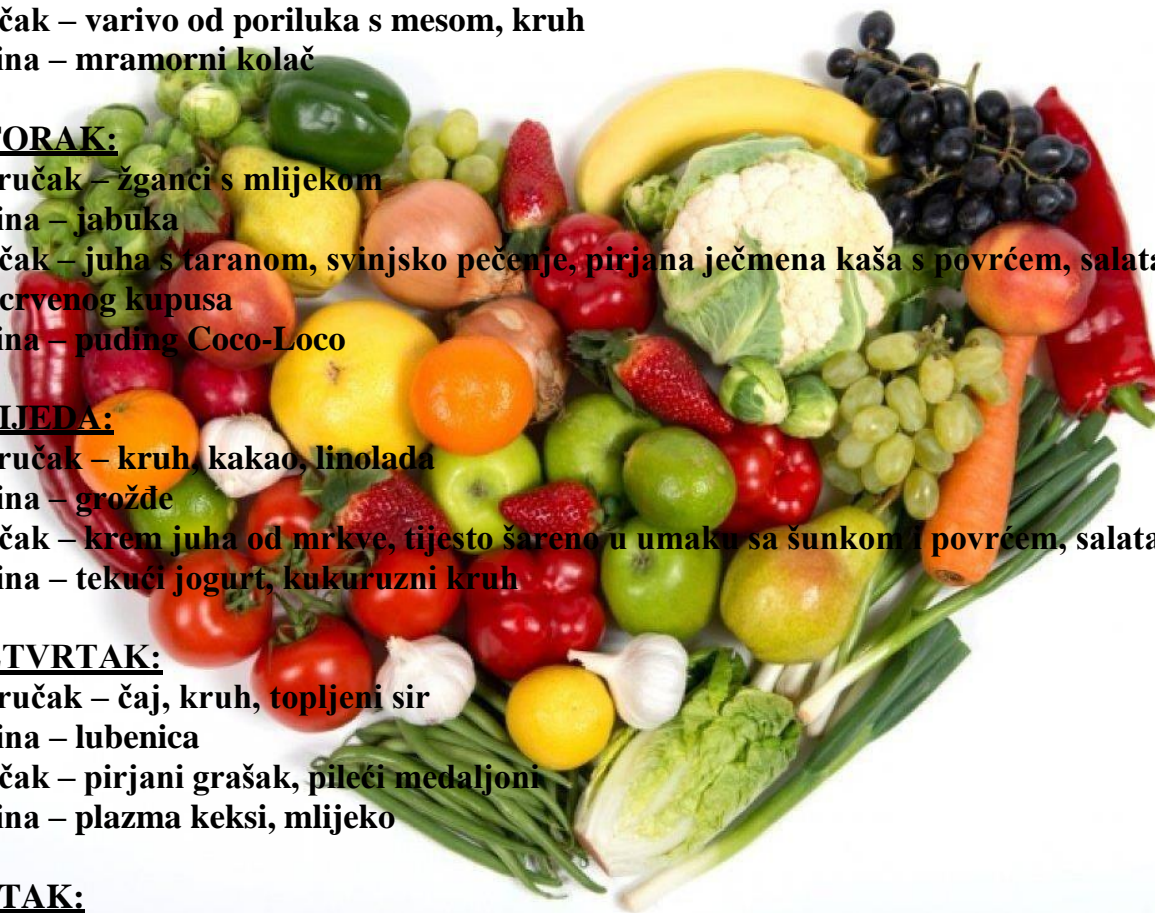 čak – varivo od poriluka s mesom, kruh
ina – mramorni kolač
TORAK:
ručak – žganci s mlijekom
ina – jabuka
čak – juha s taranom, svinjsko pečenje, pirjana ječmena kaša s povrćem, salata
crvenog kupusa
ina – puding Coco-Loco
IJEDA:
ručak – kruh, kakao, linolada
ina – grožđe
čak – krem juha od mrkve, tijesto šareno u umaku sa šunkom i povrćem, salata
ina – tekući jogurt, kukuruzni kruh
TVRTAK:
ručak – čaj, kruh, topljeni sir
ina – lubenica
čak – pirjani grašak, pileći medaljoni
ina – plazma keksi, mlijeko
TAK: